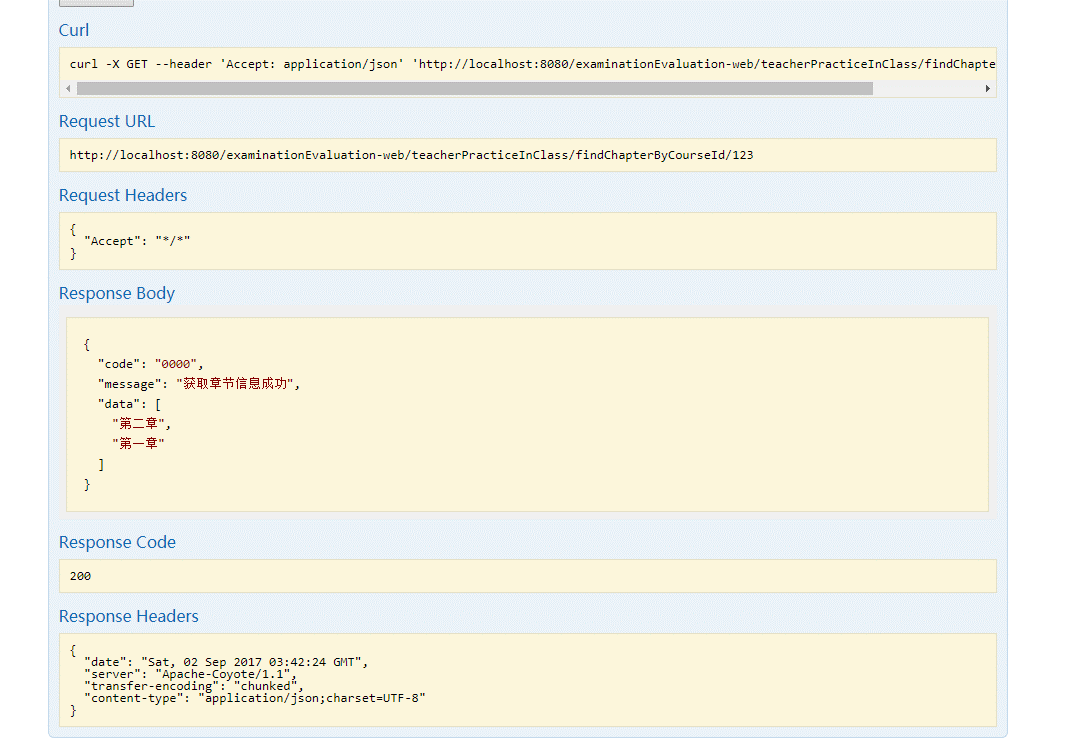 Curl
curl -X GET --header 'Accept: application/json' 'http://localhost:8080/examinationEvaluation-web/teacherPracticeInClass/findChapte
Request URL
http://localhost:8080/examinationEvaluation-web/teacherPracticeInClass/findChapterByCourseId/123
Request Headers
{
"Accept": "*/*"
}
Response Body
{
"code": "0000",
"message": "获取章节信息成功",
"data": [
"第二章",
"第一章"
]
}
Response Code
200
Response Headers
{
"date": "Sat, 02 Sep 2017 03:42:24 GMT",
"server": "Apache-Coyote/1.1",
"transfer-encoding": "chunked",
"content-type": "application/json;charset=UTF-8"
}